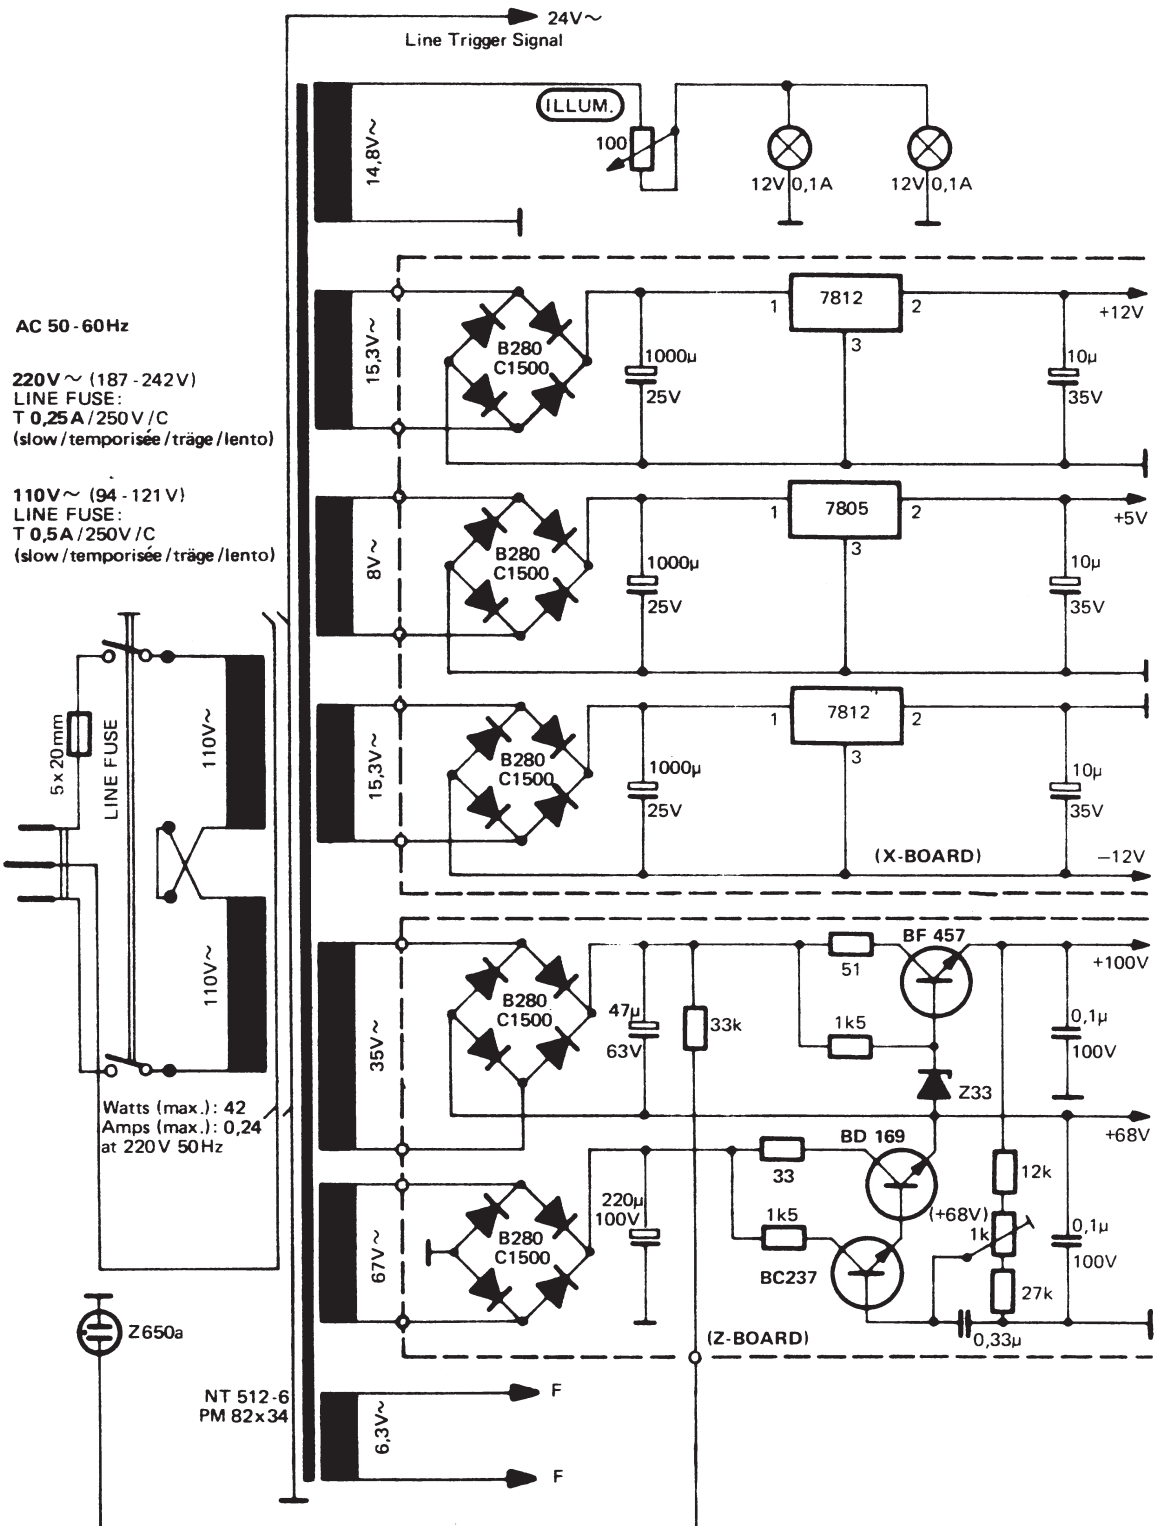 24V~
Line Trigger Signal
ILLUM.
14,8V~
100
12V 0,1A
12V 0,1A
AC 50-60Hz
220V~ (187-242V)
LINE FUSE:
T 0,25A/250V/C
(slow/temporisée/träge/lento)
110V~ (94-121V)
LINE FUSE:
T 0,5A/250V/C
(slow/temporisée/träge/lento)
15,3V~
B280
C1500
1000µ
25V
1
7812
2
3
10µ
35V
+12V
8V~
B280
C1500
1000µ
25V
1
7805
2
3
10µ
35V
+5V
15,3V~
B280
C1500
1000µ
25V
1
7812
2
3
10µ
35V
(X-BOARD)
–12V
5x20mm
LINE FUSE
110V~
110V~
Watts (max.): 42
Amps (max.): 0,24
at 220V 50Hz
35V~
B280
C1500
47µ
63V
33k
51
BF 457
1k5
Z33
+100V
0,1µ
100V
+68V
67V~
B280
C1500
220µ
100V
33
BD 169
1k5
BC237
(+68V)
1k
12k
27k
0,33µ
0,1µ
100V
(Z-BOARD)
Z650a
NT 512-6
PM 82x34
6,3V~
F
F